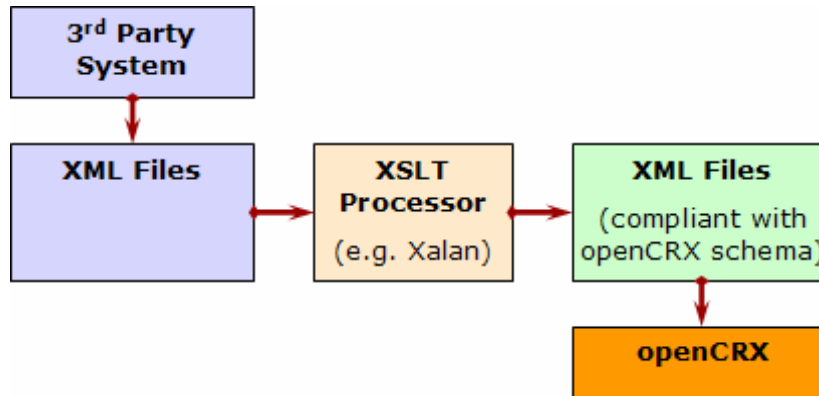 3rd Party
System
XML Files
XSLT
Processor
(e.g. Xalan)
XML Files
(compliant with
openCRX schema)
openCRX